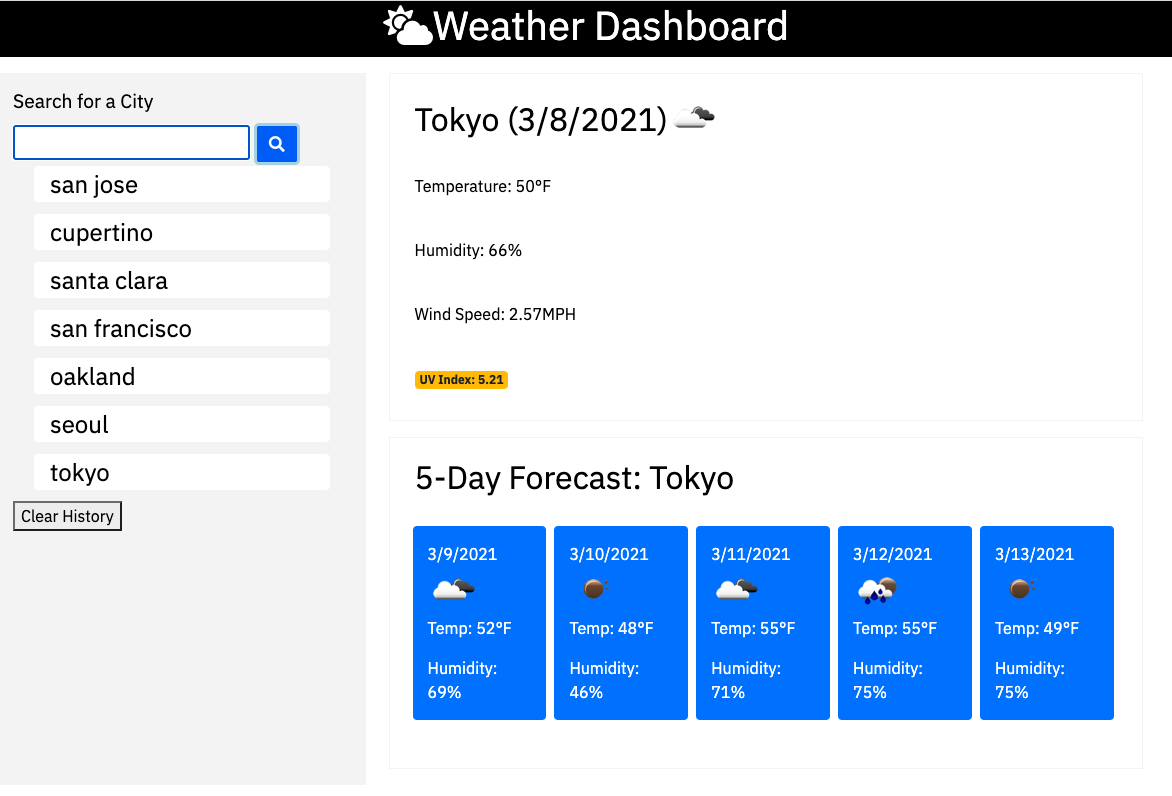 Weather Dashboard
Search for a City
san jose
cupertino
santa clara
san francisco
oakland
seoul
tokyo
Clear History
Tokyo (3/8/2021)
Temperature: 50°F
Humidity: 66%
Wind Speed: 2.57MPH
UV Index: 5.21
5-Day Forecast: Tokyo
3/9/2021
Temp: 52°F
Humidity:
69%
3/10/2021
Temp: 48°F
Humidity:
46%
3/11/2021
Temp: 55°F
Humidity:
71%
3/12/2021
Temp: 55°F
Humidity:
75%
3/13/2021
Temp: 49°F
Humidity:
75%